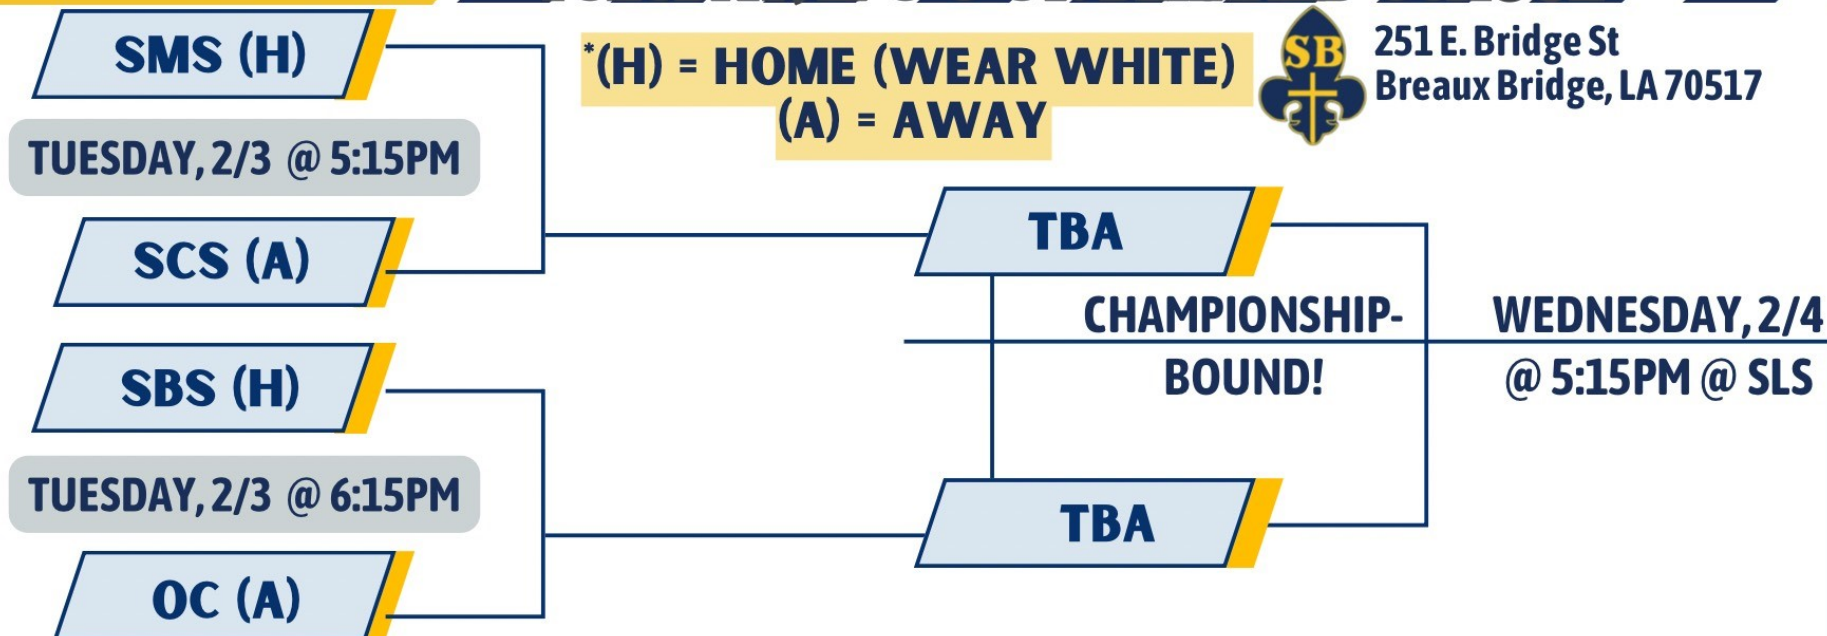 SMS (H)
TUESDAY, 2/3 @ 5:15PM
SCS (A)
SBS (H)
TUESDAY, 2/3 @ 6:15PM
OC (A)
*(H) = HOME (WEAR WHITE)
(A) = AWAY
SB
251 E. Bridge St
Breaux Bridge, LA 70517
TBA
CHAMPIONSHIP-
BOUND!
TBA
WEDNESDAY, 2/4
@ 5:15PM @ SLS